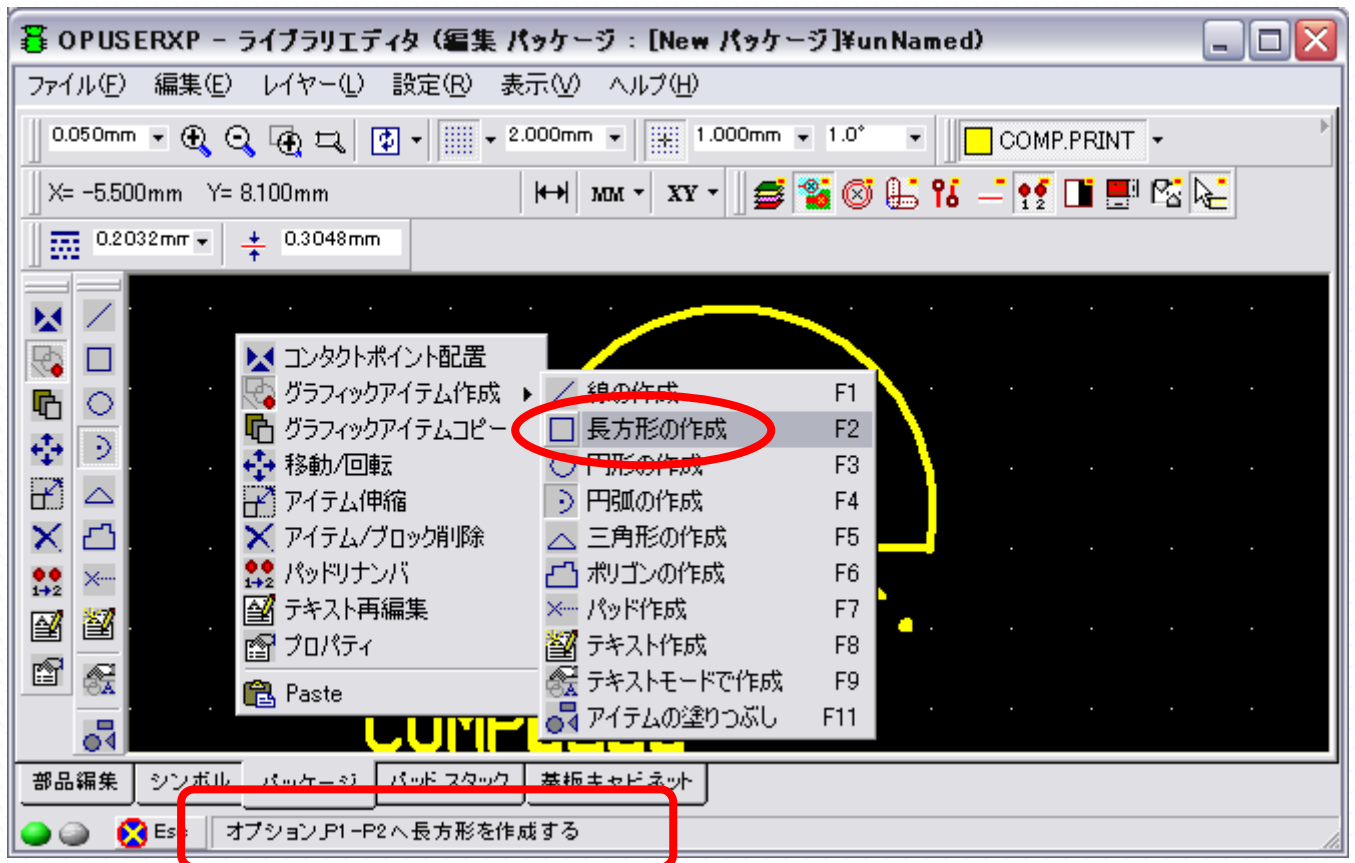 OPUSERXP - ライブラリエディタ (編集 パッケージ : [New パッケージ]¥unNamed)
ファイル(F) 編集(E) レイヤー(L) 設定(R) 表示(V) ヘルプ(H)
0.050mm 2.000mm 1.000mm 1.0° COMP.PRINT
X= -5.500mm Y= 8.100mm MM XY
0.2032mm 0.3048mm
コンタクトポイント配置
グラフィックアイテム作成
グラフィックアイテムコピー
移動/回転
アイテム伸縮
アイテム/ブロック削除
パッドリナンバ
テキスト再編集
プロパティ
Paste
線の作成 F1
長方形の作成 F2
円形の作成 F3
円弧の作成 F4
三角形の作成 F5
ポリゴンの作成 F6
パッド作成 F7
テキスト作成 F8
テキストモードで作成 F9
アイテムの塗りつぶし F11
部品編集 シンボル パッケージ パッド スタック 基板キャビネット
Esc オプション,P1-P2へ長方形を作成する